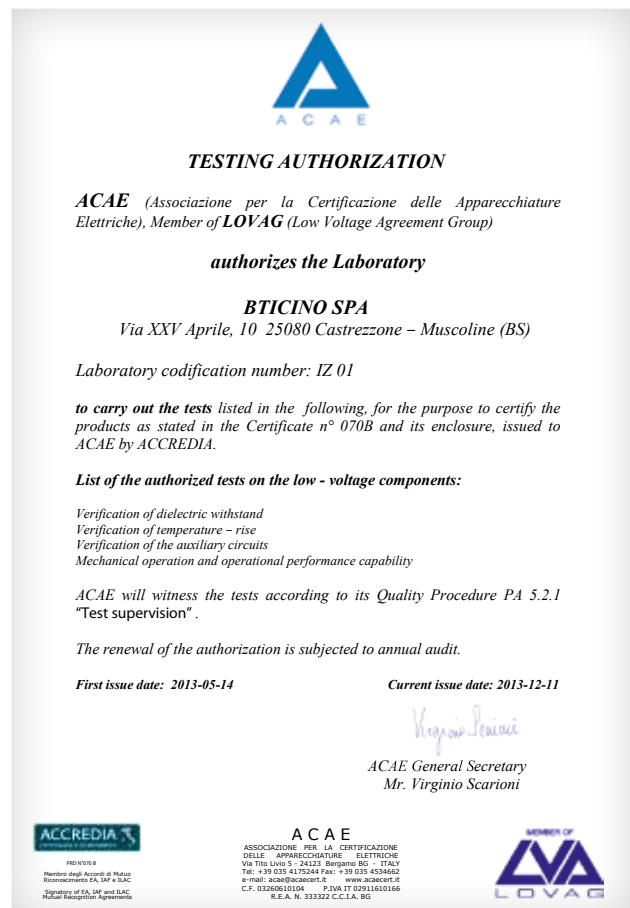 A C A E
TESTING AUTHORIZATION
ACAE (Associazione per la Certificazione delle Apparecchiature
Elettriche), Member of LOVAG (Low Voltage Agreement Group)
authorizes the Laboratory
BTICINO SPA
Via XXV Aprile, 10 25080 Castrezzone – Muscoline (BS)
Laboratory codification number: IZ 01
to carry out the tests listed in the following, for the purpose to certify the
products as stated in the Certificate n° 070B and its enclosure, issued to
ACAE by ACCREDIA.
List of the authorized tests on the low - voltage components:
Verification of dielectric withstand
Verification of temperature – rise
Verification of the auxiliary circuits
Mechanical operation and operational performance capability
ACAE will witness the tests according to its Quality Procedure PA 5.2.1
"Test supervision" .
The renewal of the authorization is subjected to annual audit.
First issue date: 2013-05-14 Current issue date: 2013-12-11
ACAE General Secretary
Mr. Virginio Scarioni
ACCREDIA
PRD N°070 B
Membro degli Accordi di Mutuo
Riconoscimento EA, IAF e ILAC
Signatory of EA, IAF and ILAC
Mutual Recognition Agreements
A C A E
ASSOCIAZIONE PER LA CERTIFICAZIONE
DELLE APPARECCHIATURE ELETTRICHE
Via Tito Livio 5 - 24123 Bergamo BG - ITALY
Tel: +39 035 4175244 Fax: +39 035 4534662
e-mail: acae@acaecert.it www.acaecert.it
C.F. 03260610104 P.IVA IT 02911610166
R.E.A. N. 333322 C.C.I.A. BG
MEMBER OF
LVA
LOVAG